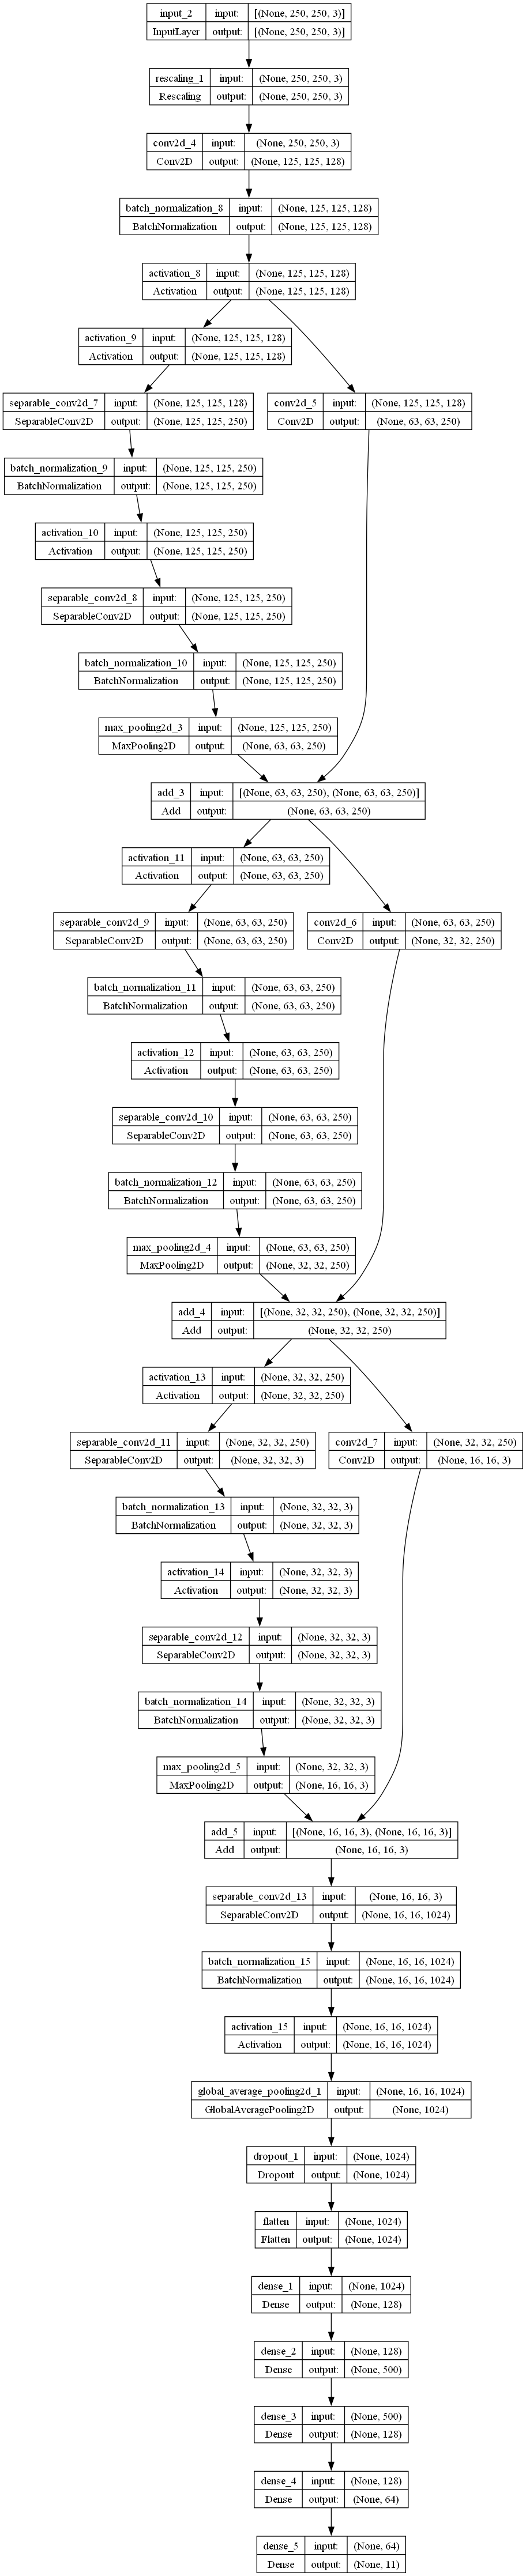 input_2 input: [(None, 250, 250, 3)]
InputLayer output: [(None, 250, 250, 3)]
rescaling_1 input: (None, 250, 250, 3)
Rescaling output: (None, 250, 250, 3)
conv2d_4 input: (None, 250, 250, 3)
Conv2D output: (None, 125, 125, 128)
batch_normalization_8 input: (None, 125, 125, 128)
BatchNormalization output: (None, 125, 125, 128)
activation_8 input: (None, 125, 125, 128)
Activation output: (None, 125, 125, 128)
activation_9 input: (None, 125, 125, 128)
Activation output: (None, 125, 125, 128)
separable_conv2d_7 input: (None, 125, 125, 128)
SeparableConv2D output: (None, 125, 125, 250)
conv2d_5 input: (None, 125, 125, 128)
Conv2D output: (None, 63, 63, 250)
batch_normalization_9 input: (None, 125, 125, 250)
BatchNormalization output: (None, 125, 125, 250)
activation_10 input: (None, 125, 125, 250)
Activation output: (None, 125, 125, 250)
separable_conv2d_8 input: (None, 125, 125, 250)
SeparableConv2D output: (None, 125, 125, 250)
batch_normalization_10 input: (None, 125, 125, 250)
BatchNormalization output: (None, 125, 125, 250)
max_pooling2d_3 input: (None, 125, 125, 250)
MaxPooling2D output: (None, 63, 63, 250)
add_3 input: [(None, 63, 63, 250), (None, 63, 63, 250)]
Add output: (None, 63, 63, 250)
activation_11 input: (None, 63, 63, 250)
Activation output: (None, 63, 63, 250)
separable_conv2d_9 input: (None, 63, 63, 250)
SeparableConv2D output: (None, 63, 63, 250)
conv2d_6 input: (None, 63, 63, 250)
Conv2D output: (None, 32, 32, 250)
batch_normalization_11 input: (None, 63, 63, 250)
BatchNormalization output: (None, 63, 63, 250)
activation_12 input: (None, 63, 63, 250)
Activation output: (None, 63, 63, 250)
separable_conv2d_10 input: (None, 63, 63, 250)
SeparableConv2D output: (None, 63, 63, 250)
batch_normalization_12 input: (None, 63, 63, 250)
BatchNormalization output: (None, 63, 63, 250)
max_pooling2d_4 input: (None, 63, 63, 250)
MaxPooling2D output: (None, 32, 32, 250)
add_4 input: [(None, 32, 32, 250), (None, 32, 32, 250)]
Add output: (None, 32, 32, 250)
activation_13 input: (None, 32, 32, 250)
Activation output: (None, 32, 32, 250)
separable_conv2d_11 input: (None, 32, 32, 250)
SeparableConv2D output: (None, 32, 32, 3)
conv2d_7 input: (None, 32, 32, 250)
Conv2D output: (None, 16, 16, 3)
batch_normalization_13 input: (None, 32, 32, 3)
BatchNormalization output: (None, 32, 32, 3)
activation_14 input: (None, 32, 32, 3)
Activation output: (None, 32, 32, 3)
separable_conv2d_12 input: (None, 32, 32, 3)
SeparableConv2D output: (None, 32, 32, 3)
batch_normalization_14 input: (None, 32, 32, 3)
BatchNormalization output: (None, 32, 32, 3)
max_pooling2d_5 input: (None, 32, 32, 3)
MaxPooling2D output: (None, 16, 16, 3)
add_5 input: [(None, 16, 16, 3), (None, 16, 16, 3)]
Add output: (None, 16, 16, 3)
separable_conv2d_13 input: (None, 16, 16, 3)
SeparableConv2D output: (None, 16, 16, 1024)
batch_normalization_15 input: (None, 16, 16, 1024)
BatchNormalization output: (None, 16, 16, 1024)
activation_15 input: (None, 16, 16, 1024)
Activation output: (None, 16, 16, 1024)
global_average_pooling2d_1 input: (None, 16, 16, 1024)
GlobalAveragePooling2D output: (None, 1024)
dropout_1 input: (None, 1024)
Dropout output: (None, 1024)
flatten input: (None, 1024)
Flatten output: (None, 1024)
dense_1 input: (None, 1024)
Dense output: (None, 128)
dense_2 input: (None, 128)
Dense output: (None, 500)
dense_3 input: (None, 500)
Dense output: (None, 128)
dense_4 input: (None, 128)
Dense output: (None, 64)
dense_5 input: (None, 64)
Dense output: (None, 11)